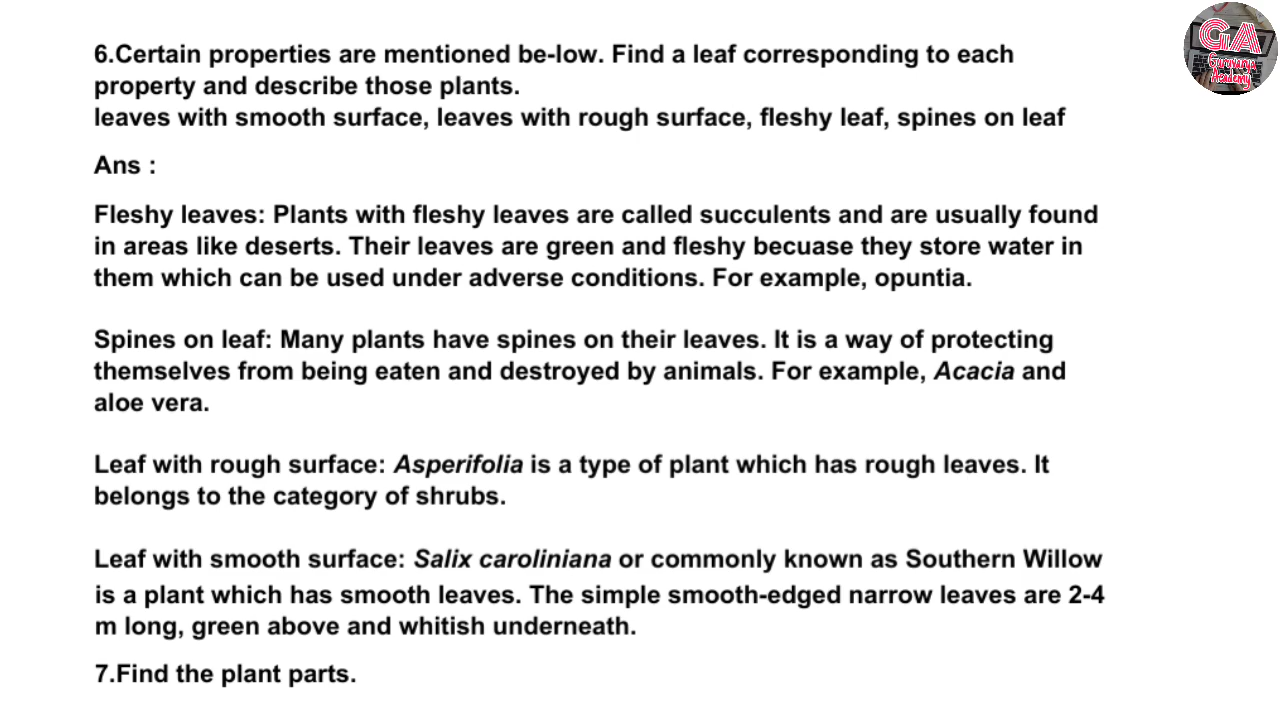 GA
Gurmanya
Academy
6.Certain properties are mentioned be-low. Find a leaf corresponding to each
property and describe those plants.
leaves with smooth surface, leaves with rough surface, fleshy leaf, spines on leaf
Ans :
Fleshy leaves: Plants with fleshy leaves are called succulents and are usually found
in areas like deserts. Their leaves are green and fleshy becuase they store water in
them which can be used under adverse conditions. For example, opuntia.
Spines on leaf: Many plants have spines on their leaves. It is a way of protecting
themselves from being eaten and destroyed by animals. For example, Acacia and
aloe vera.
Leaf with rough surface: Asperifolia is a type of plant which has rough leaves. It
belongs to the category of shrubs.
Leaf with smooth surface: Salix caroliniana or commonly known as Southern Willow
is a plant which has smooth leaves. The simple smooth-edged narrow leaves are 2-4
m long, green above and whitish underneath.
7.Find the plant parts.